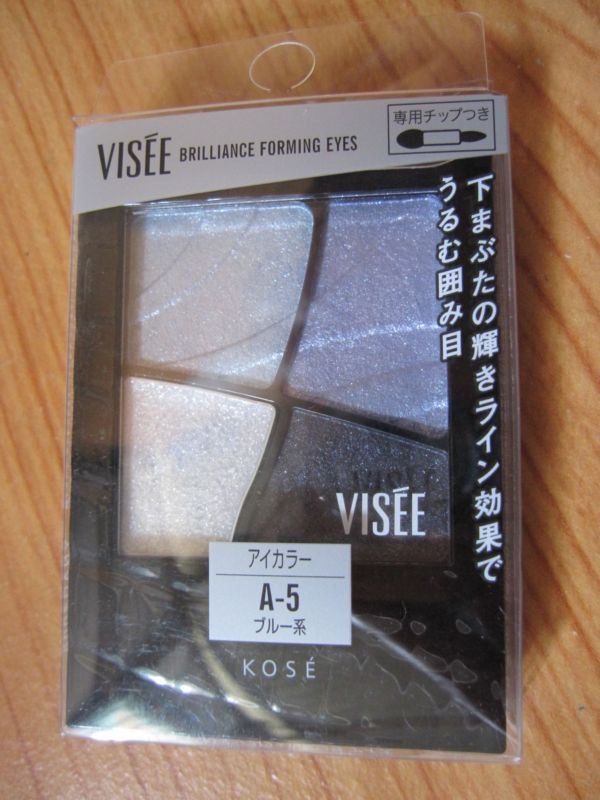 VISÉE BRILLIANCE FORMING EYES
専用チップつき
下まぶたの輝きライン効果で
うるむ囲み目
VISÉE
アイカラー
A-5
ブルー系
KOSÉ